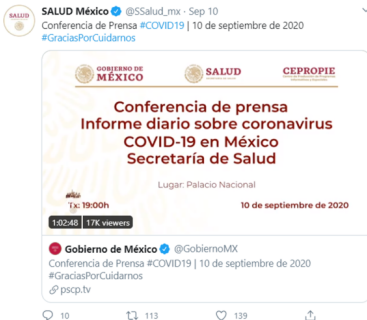 SALUD México @SSalud_mx · Sep 10
Conferencia de Prensa #COVID19 | 10 de septiembre de 2020
#GraciasPorCuidarnos
GOBIERNO DE
MÉXICO
SALUD
CEPROPIE
Conferencia de prensa
Informe diario sobre coronavirus
COVID-19 en México
Secretaría de Salud
Lugar: Palacio Nacional
Tx: 19:00h
10 de septiembre de 2020
1:02:48 17K viewers
Gobierno de México @GobiernoMX
Conferencia de Prensa #COVID19 | 10 de septiembre de 2020
#GraciasPorCuidarnos
pscp.tv
10 113 139